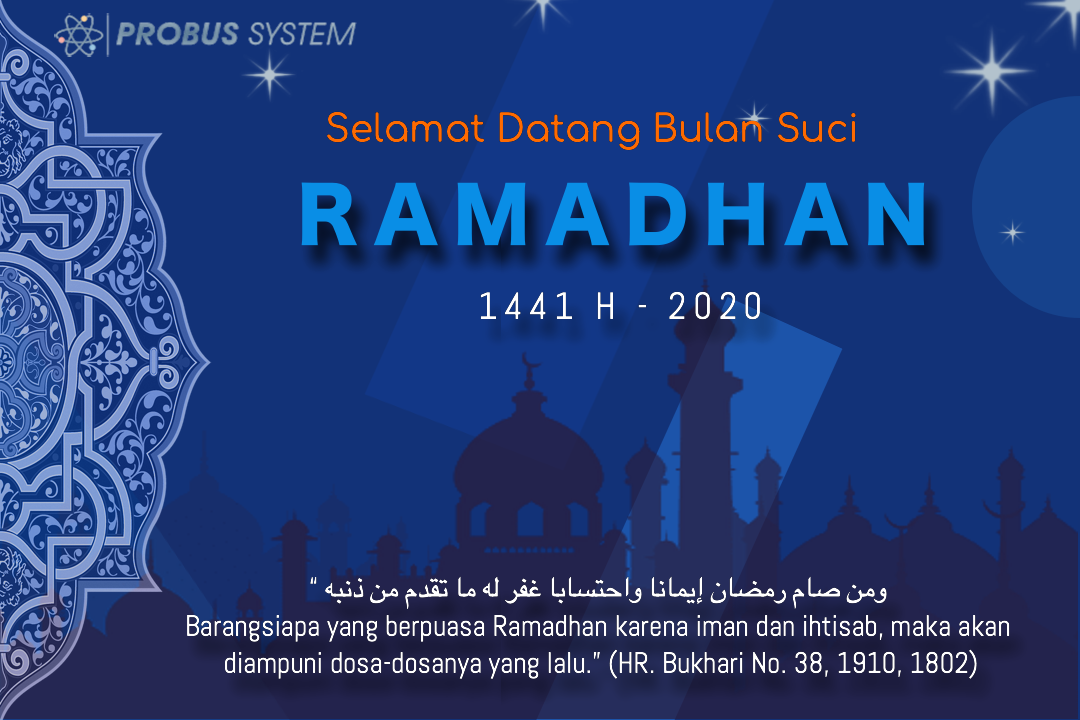 PROBUS SYSTEM
Selamat Datang Bulan Suci
RAMADHAN
1441 H - 2020
“ ومن صام رمضان إيمانا واحتسابا غفر له ما تقدم من ذنبه
Barangsiapa yang berpuasa Ramadhan karena iman dan ihtisab, maka akan
diampuni dosa-dosanya yang lalu.” (HR. Bukhari No. 38, 1910, 1802)